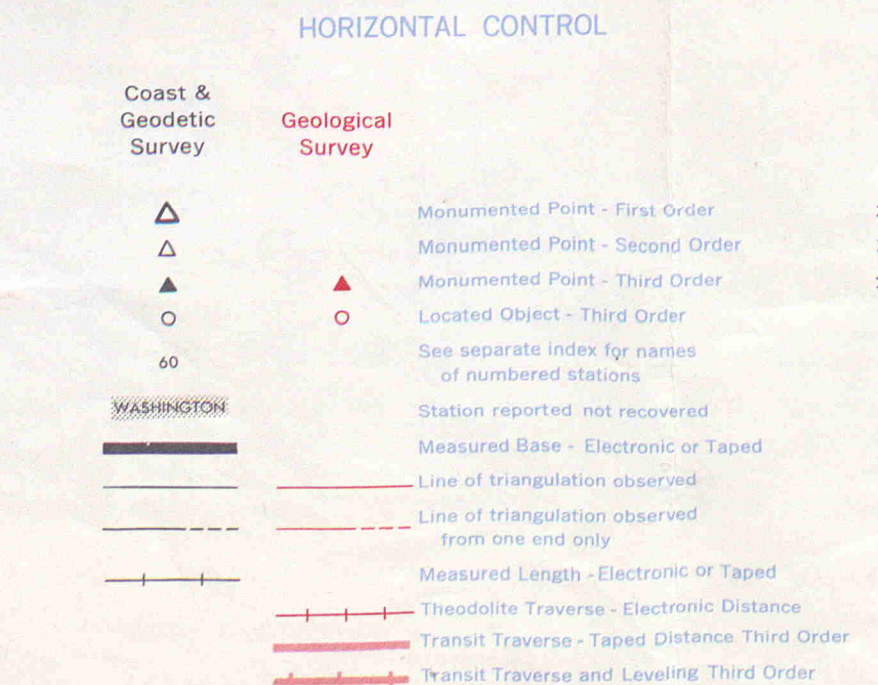 HORIZONTAL CONTROL
Coast &
Geodetic
Survey
Geological
Survey
Monumented Point - First Order
Monumented Point - Second Order
Monumented Point - Third Order
Located Object - Third Order
60
See separate index for names
of numbered stations
WASHINGTON
Station reported not recovered
Measured Base - Electronic or Taped
Line of triangulation observed
Line of triangulation observed
from one end only
Measured Length - Electronic or Taped
Theodolite Traverse - Electronic Distance
Transit Traverse - Taped Distance Third Order
Transit Traverse and Leveling Third Order